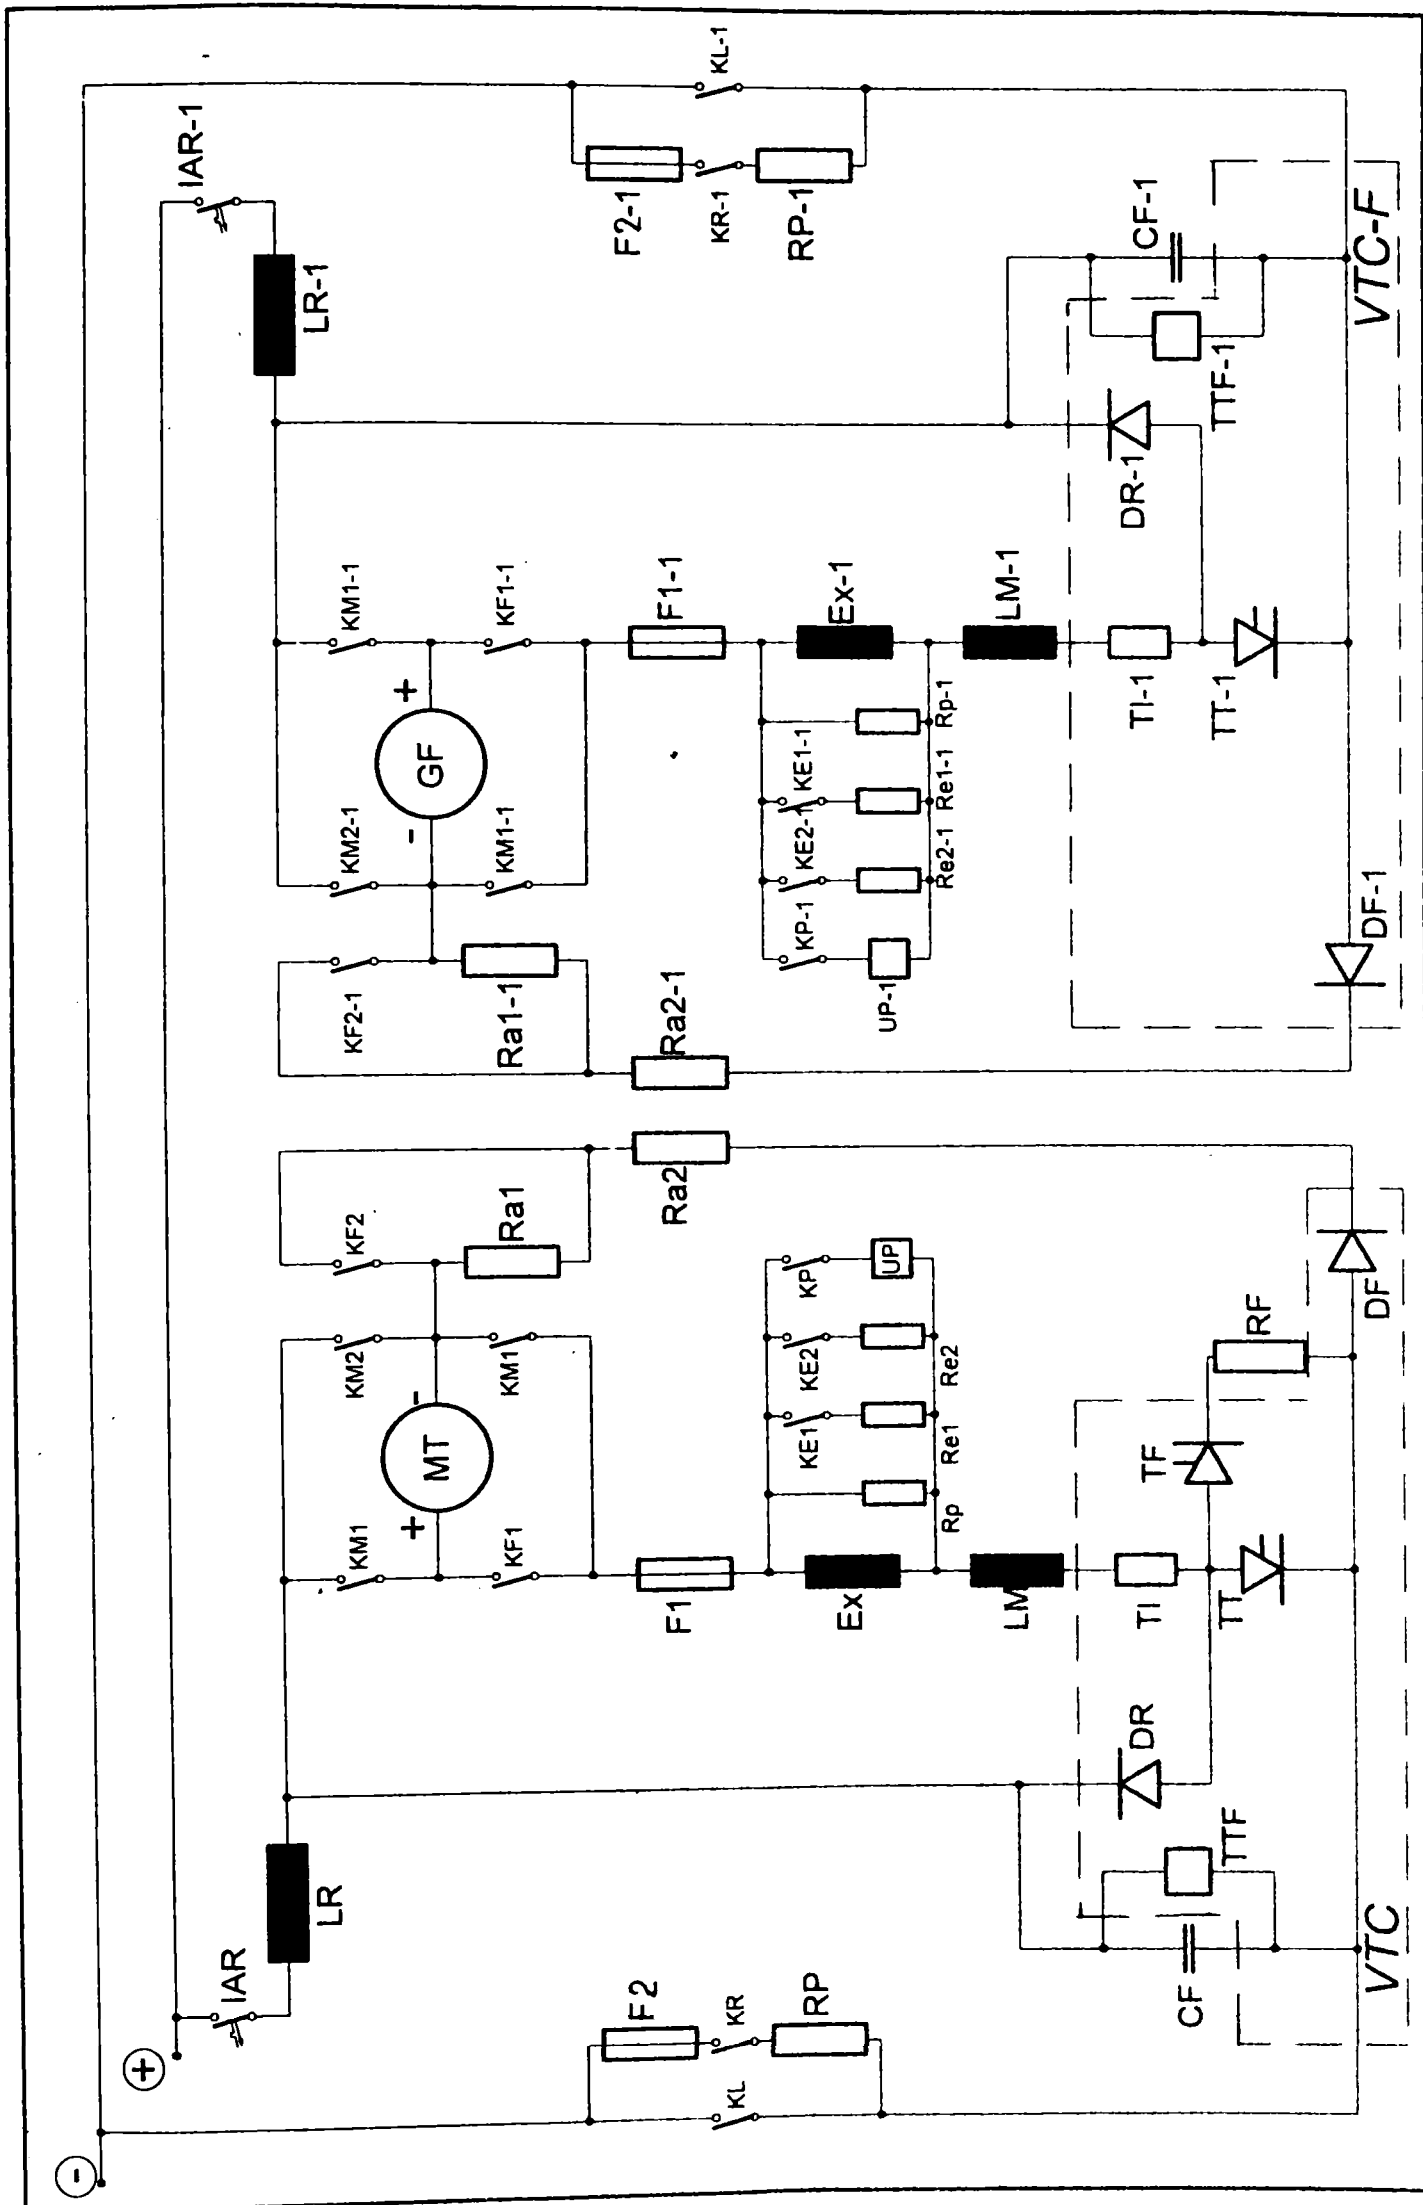 -
+
IAR
LR
KM1
KM2
KF2
+
MT
-
KF1
KM1
Ra1
F2
KL
KR
RP
F1
Ra2
KE1
KE2
KP
UP
Ex
Rp
Re1
Re2
LM
DR
TI
TF
RF
CF
TTF
TT
DF
VTC
IAR-1
LR-1
KF2-1
KM2-1
KM1-1
-
GF
+
Ra1-1
KM1-1
KF1-1
KL-1
F2-1
KR-1
RP-1
Ra2-1
F1-1
KP-1
KE2-1
KE1-1
Ex-1
UP-1
Re2-1
Re1-1
Rp-1
LM-1
TI-1
DR-1
CF-1
TT-1
TTF-1
DF-1
VTC-F